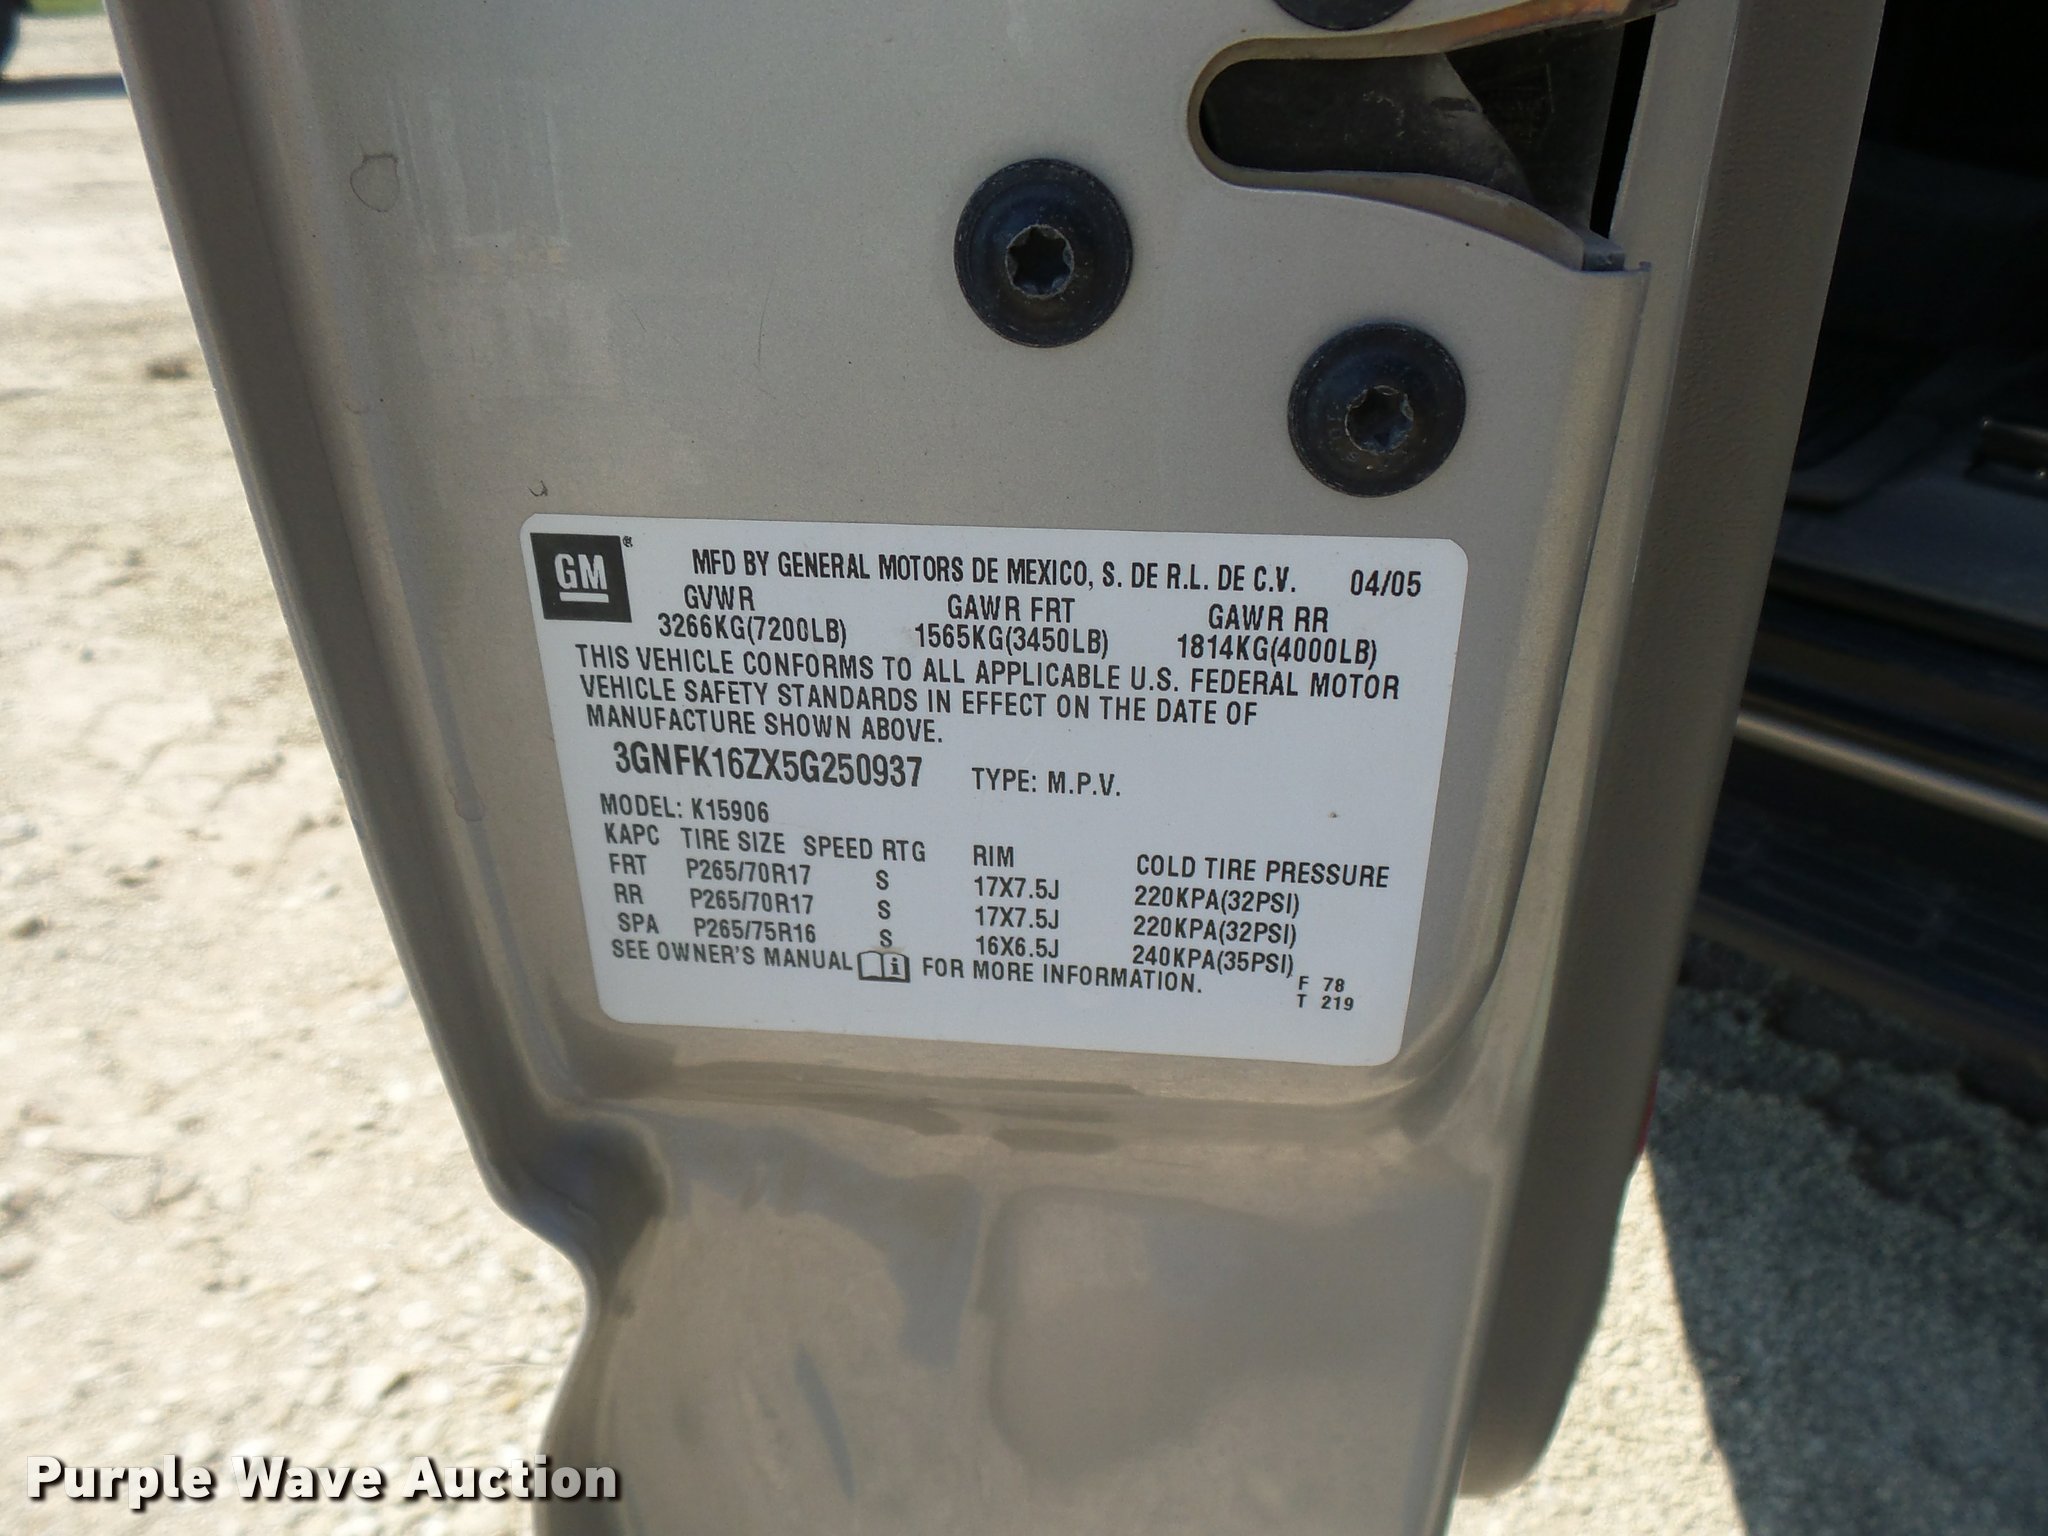 GM®
MFD BY GENERAL MOTORS DE MEXICO, S. DE R.L. DE C.V. 04/05
GVWR GAWR FRT GAWR RR
3266KG(7200LB) 1565KG(3450LB) 1814KG(4000LB)
THIS VEHICLE CONFORMS TO ALL APPLICABLE U.S. FEDERAL MOTOR
VEHICLE SAFETY STANDARDS IN EFFECT ON THE DATE OF
MANUFACTURE SHOWN ABOVE.
3GNFK16ZX5G250937 TYPE: M.P.V.
MODEL: K15906
KAPC TIRE SIZE SPEED RTG RIM COLD TIRE PRESSURE
FRT P265/70R17 S 17X7.5J 220KPA(32PSI)
RR P265/70R17 S 17X7.5J 220KPA(32PSI)
SPA P265/75R16 S 16X6.5J 240KPA(35PSI)
SEE OWNER'S MANUAL i FOR MORE INFORMATION.
F 78
T 219
Purple Wave Auction